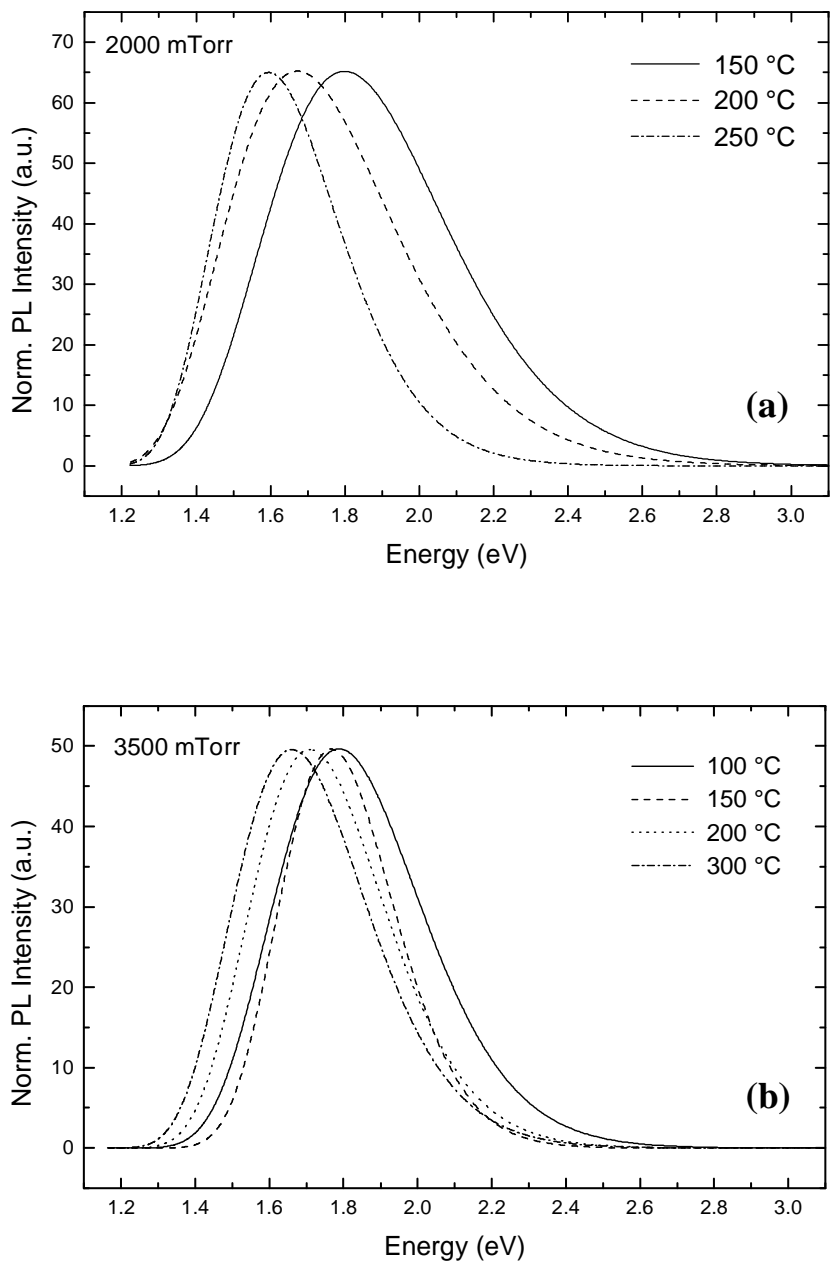 2000 mTorr
150 °C
200 °C
250 °C
70
60
50
40
30
20
10
0
Norm. PL Intensity (a.u.)
(a)
1.2 1.4 1.6 1.8 2.0 2.2 2.4 2.6 2.8 3.0
Energy (eV)
3500 mTorr
100 °C
150 °C
200 °C
300 °C
50
40
30
20
10
0
Norm. PL Intensity (a.u.)
(b)
1.2 1.4 1.6 1.8 2.0 2.2 2.4 2.6 2.8 3.0
Energy (eV)